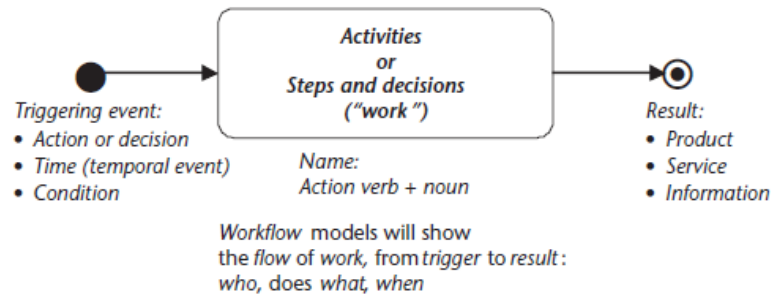 Activities
or
Steps and decisions
(“work”)
Triggering event:
• Action or decision
• Time (temporal event)
• Condition
Name:
Action verb + noun
Result:
• Product
• Service
• Information
Workflow models will show
the flow of work, from trigger to result:
who, does what, when